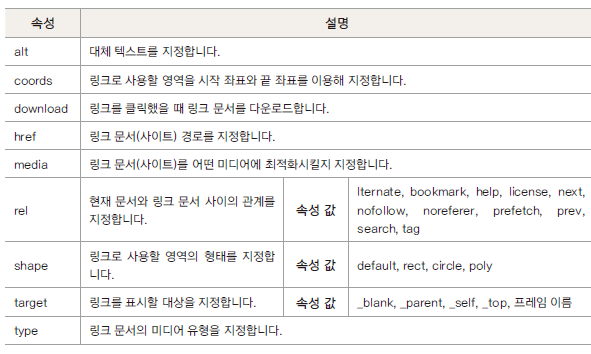 속성 설명
alt 대체 텍스트를 지정합니다.
coords 링크로 사용할 영역을 시작 좌표와 끝 좌표를 이용해 지정합니다.
download 링크를 클릭했을 때 링크 문서를 다운로드합니다.
href 링크 문서(사이트) 경로를 지정합니다.
media 링크 문서(사이트)를 어떤 미디어에 최적화시킬지 지정합니다.
rel 현재 문서와 링크 문서 사이의 관계를
지정합니다.
속성 값
lternate, bookmark, help, license, next,
nofollow, noreferer, prefetch, prev,
search, tag
shape 링크로 사용할 영역의 형태를 지정합
니다.
속성 값 default, rect, circle, poly
target 링크를 표시할 대상을 지정합니다. 속성 값 _blank, _parent, _self, _top, 프레임 이름
type 링크 문서의 미디어 유형을 지정합니다.